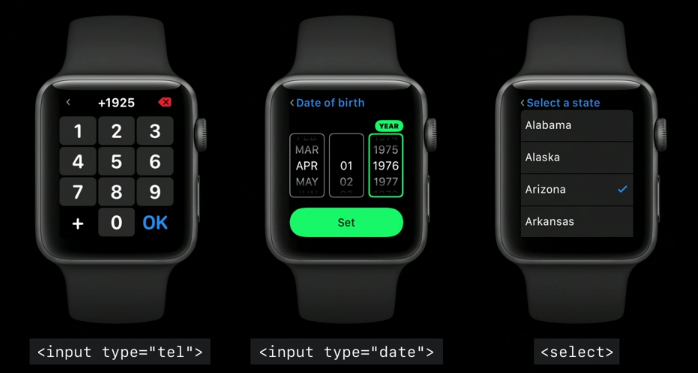 +1925
1 2 3
4 5 6
7 8 9
+ 0 OK
<input type="tel">
Date of birth
YEAR
MAR 1975
APR 01 1976
MAY 02 1977
Set
<input type="date">
Select a state
Alabama
Alaska
Arizona
Arkansas
<select>